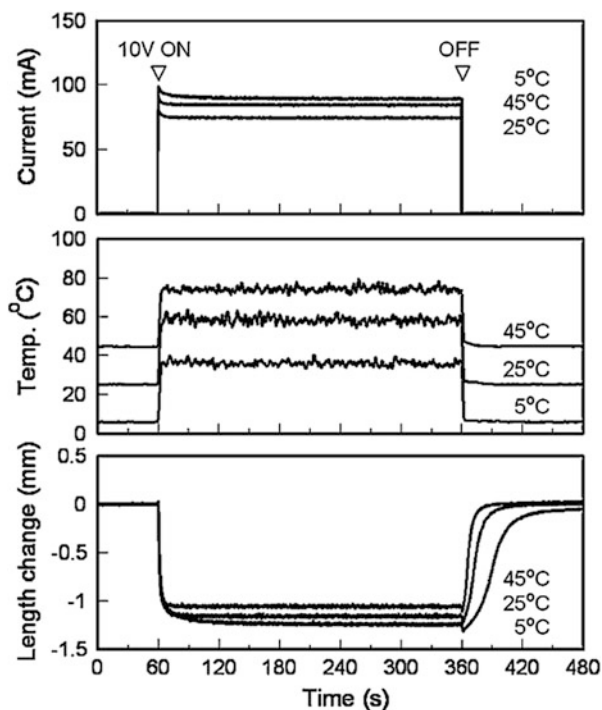 150
100
50
0
Current (mA)
10V ON
OFF
5°C
45°C
25°C
100
80
60
40
20
0
Temp. (°C)
45°C
25°C
5°C
0.5
0
-0.5
-1
-1.5
Length change (mm)
45°C
25°C
5°C
0 60 120 180 240 300 360 420 480
Time (s)